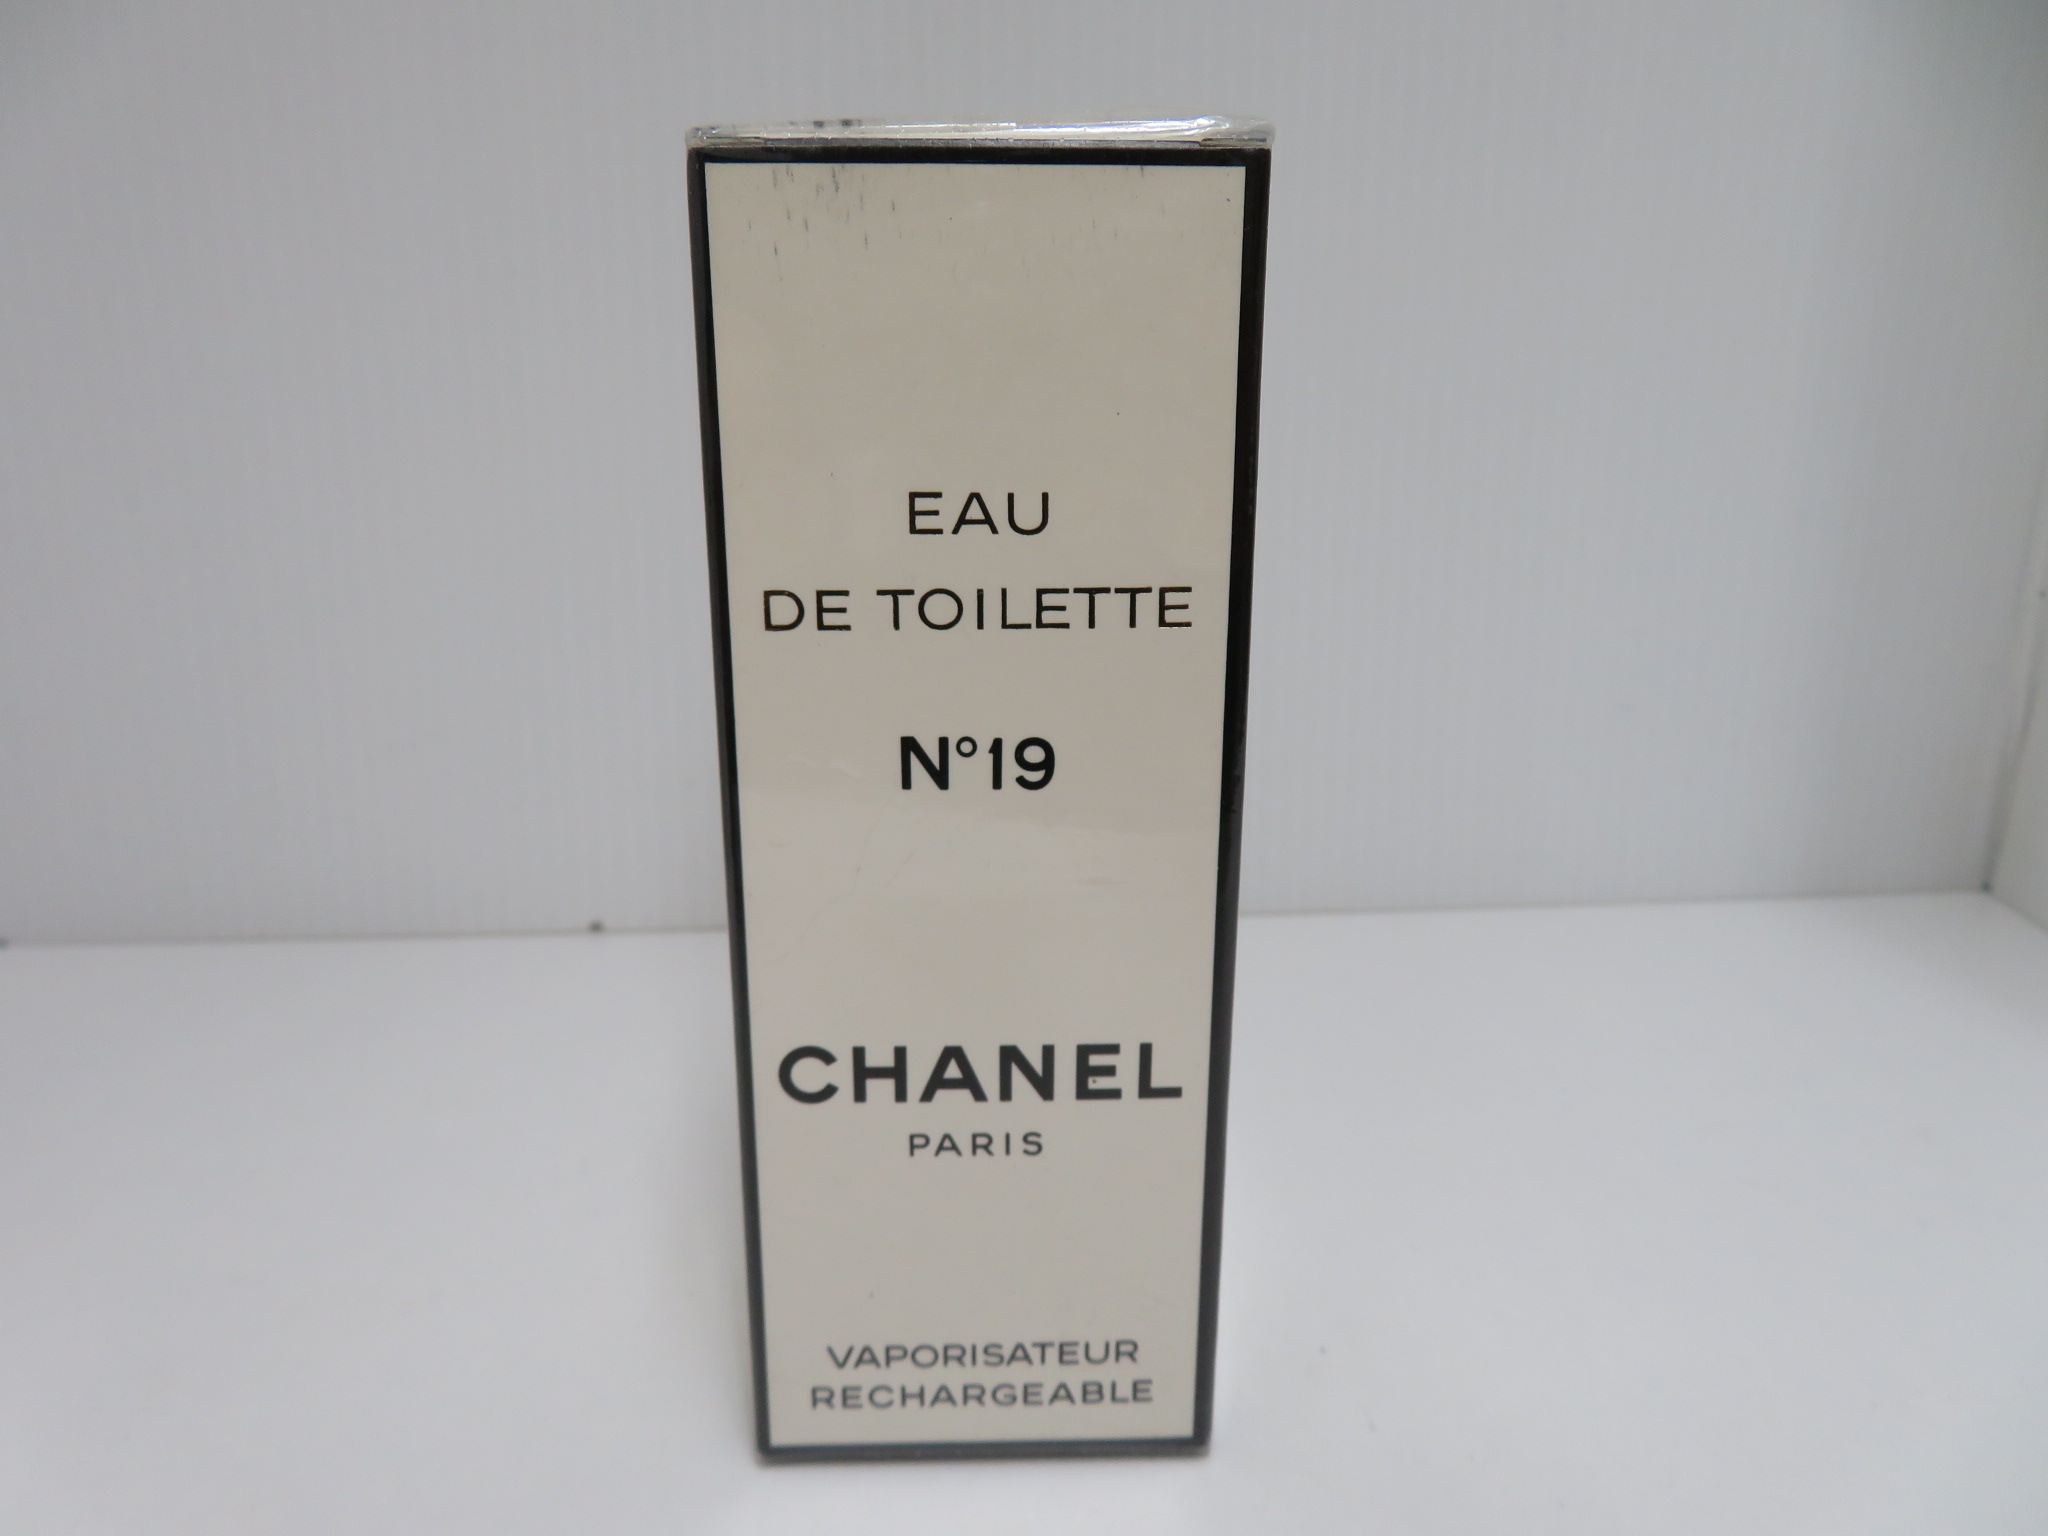 EAU
DE TOILETTE
N°19
CHANEL
PARIS
VAPORISATEUR
RECHARGEABLE